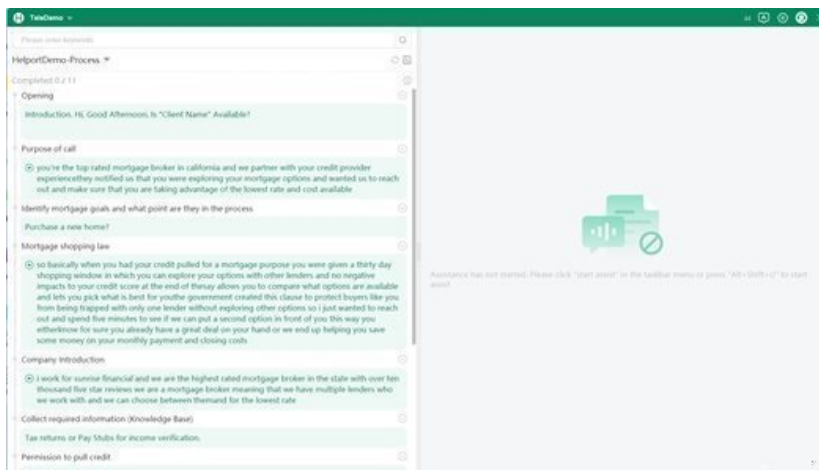 TeleDemo
Please enter keywords
HelportDemo-Process
Completed 0 / 11
Opening
Introduction, Hi, Good Afternoon, Is "Client Name" Available?
Purpose of call
you're the top rated mortgage broker in california and we partner with your credit provider
experiencethey notified us that you were exploring your mortgage options and wanted us to reach
out and make sure that you are taking advantage of the lowest rate and cost available
Identify mortgage goals and what point are they in the process
Purchase a new home?
Mortgage shopping law
so basically when you had your credit pulled for a mortgage purpose you were given a thirty day
shopping window in which you can explore your options with other lenders and no negative
impacts to your credit score at the end of thesay allows you to compare what options are available
and lets you pick what is best for youthe government created this clause to protect buyers like you
from being trapped with only one lender without exploring other options so i just wanted to reach
out and spend five minutes to see if we can put a second option in front of you this way you
eitherknow for sure you already have a great deal on your hand or we end up helping you save
some money on your monthly payment and closing costs
Company Introduction
i work for sunrise financial and we are the highest rated mortgage broker in the state with over ten
thousand five star reviews we are a mortgage broker meaning that we have multiple lenders who
we work with and we can choose between themand for the lowest rate
Collect required information (Knowledge Base)
Tax returns or Pay Stubs for income verification.
Permission to pull credit
Assistance has not started. Please click "start assist" in the taskbar menu or press "Alt+Shift+U" to start
assist